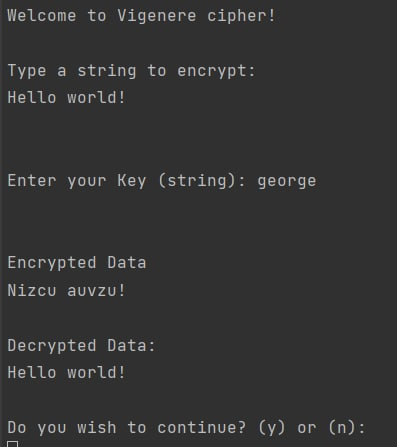 Welcome to Vigenere cipher!
Type a string to encrypt:
Hello world!
Enter your Key (string): george
Encrypted Data
Nizcu auvzu!
Decrypted Data:
Hello world!
Do you wish to continue? (y) or (n):